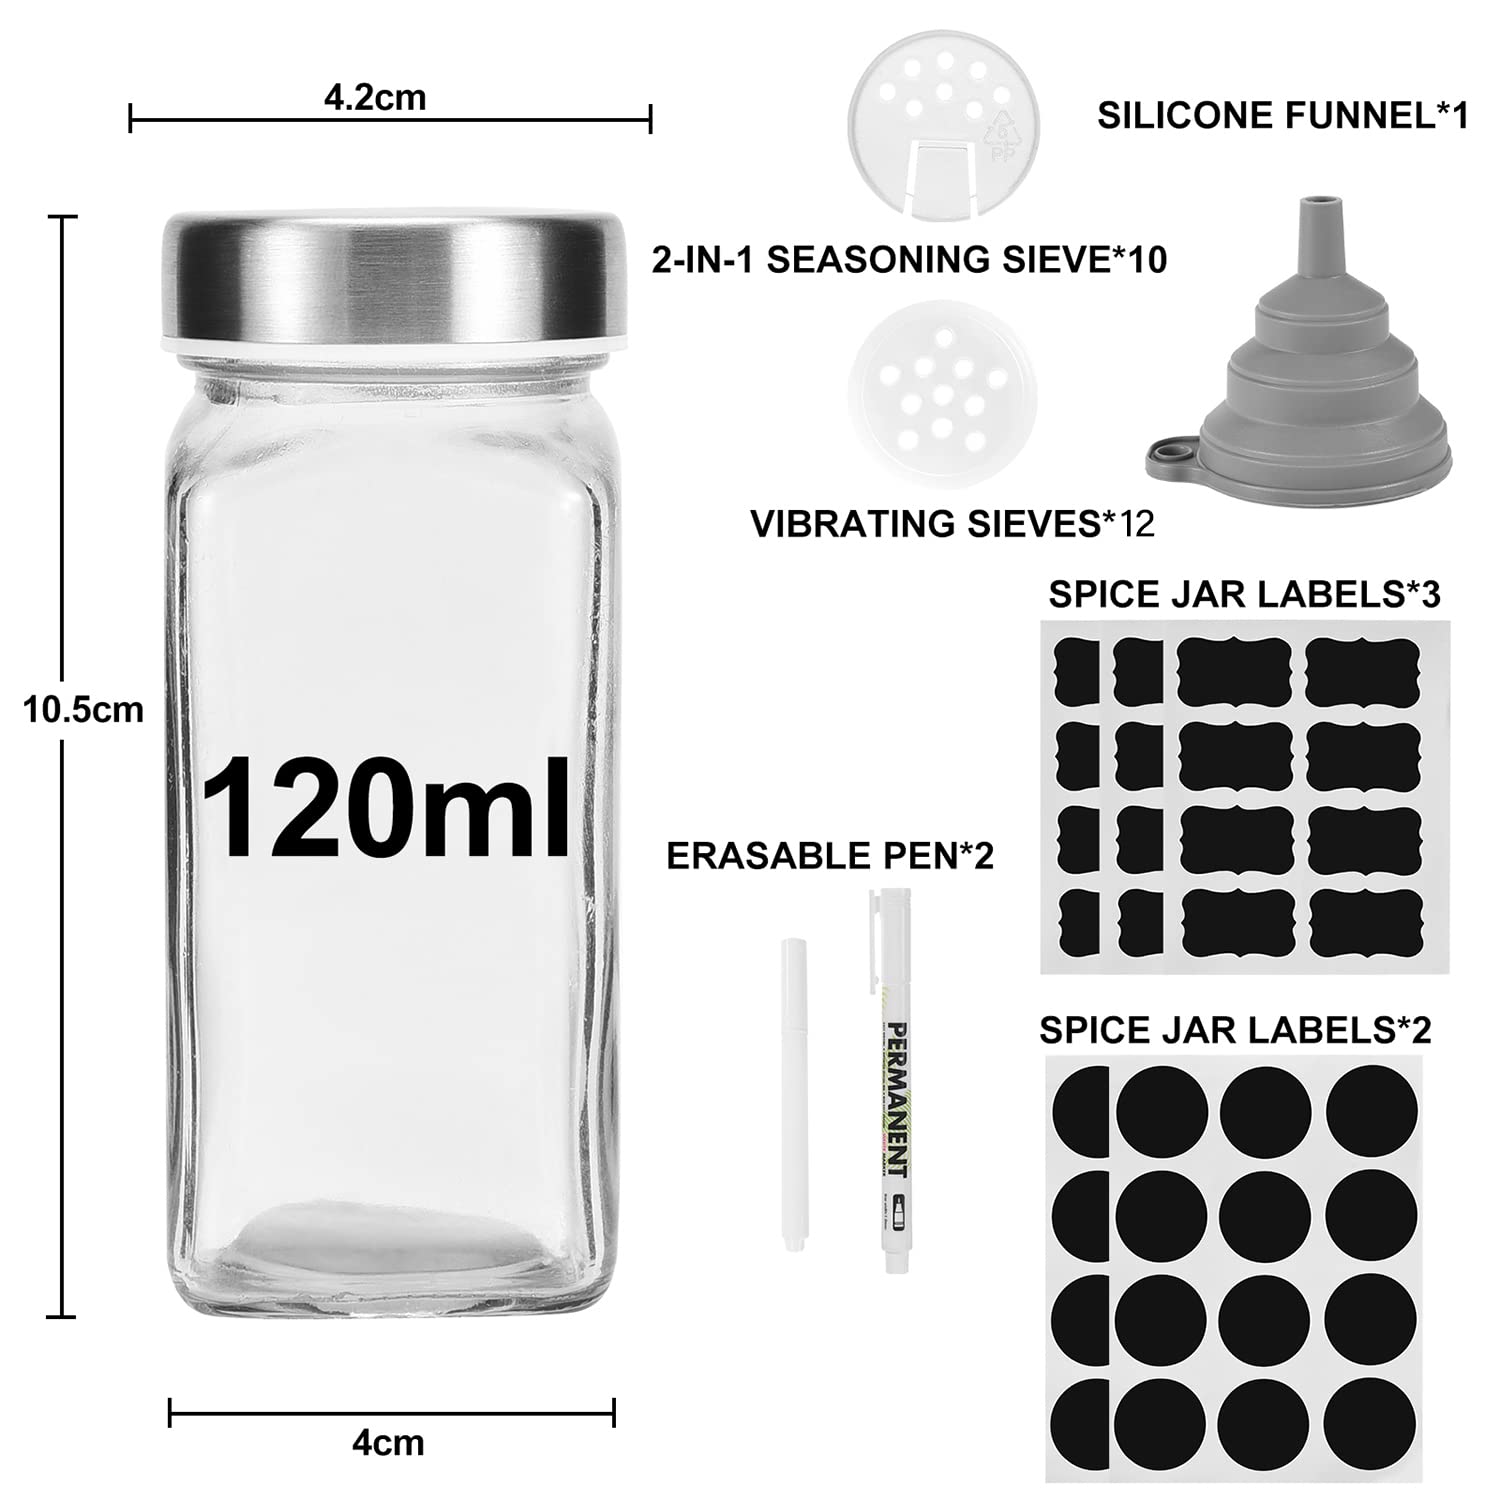 4.2cm
SILICONE FUNNEL*1
PP
2-IN-1 SEASONING SIEVE*10
VIBRATING SIEVES*12
SPICE JAR LABELS*3
10.5cm
120ml
ERASABLE PEN*2
PERMANENT
SPICE JAR LABELS*2
4cm